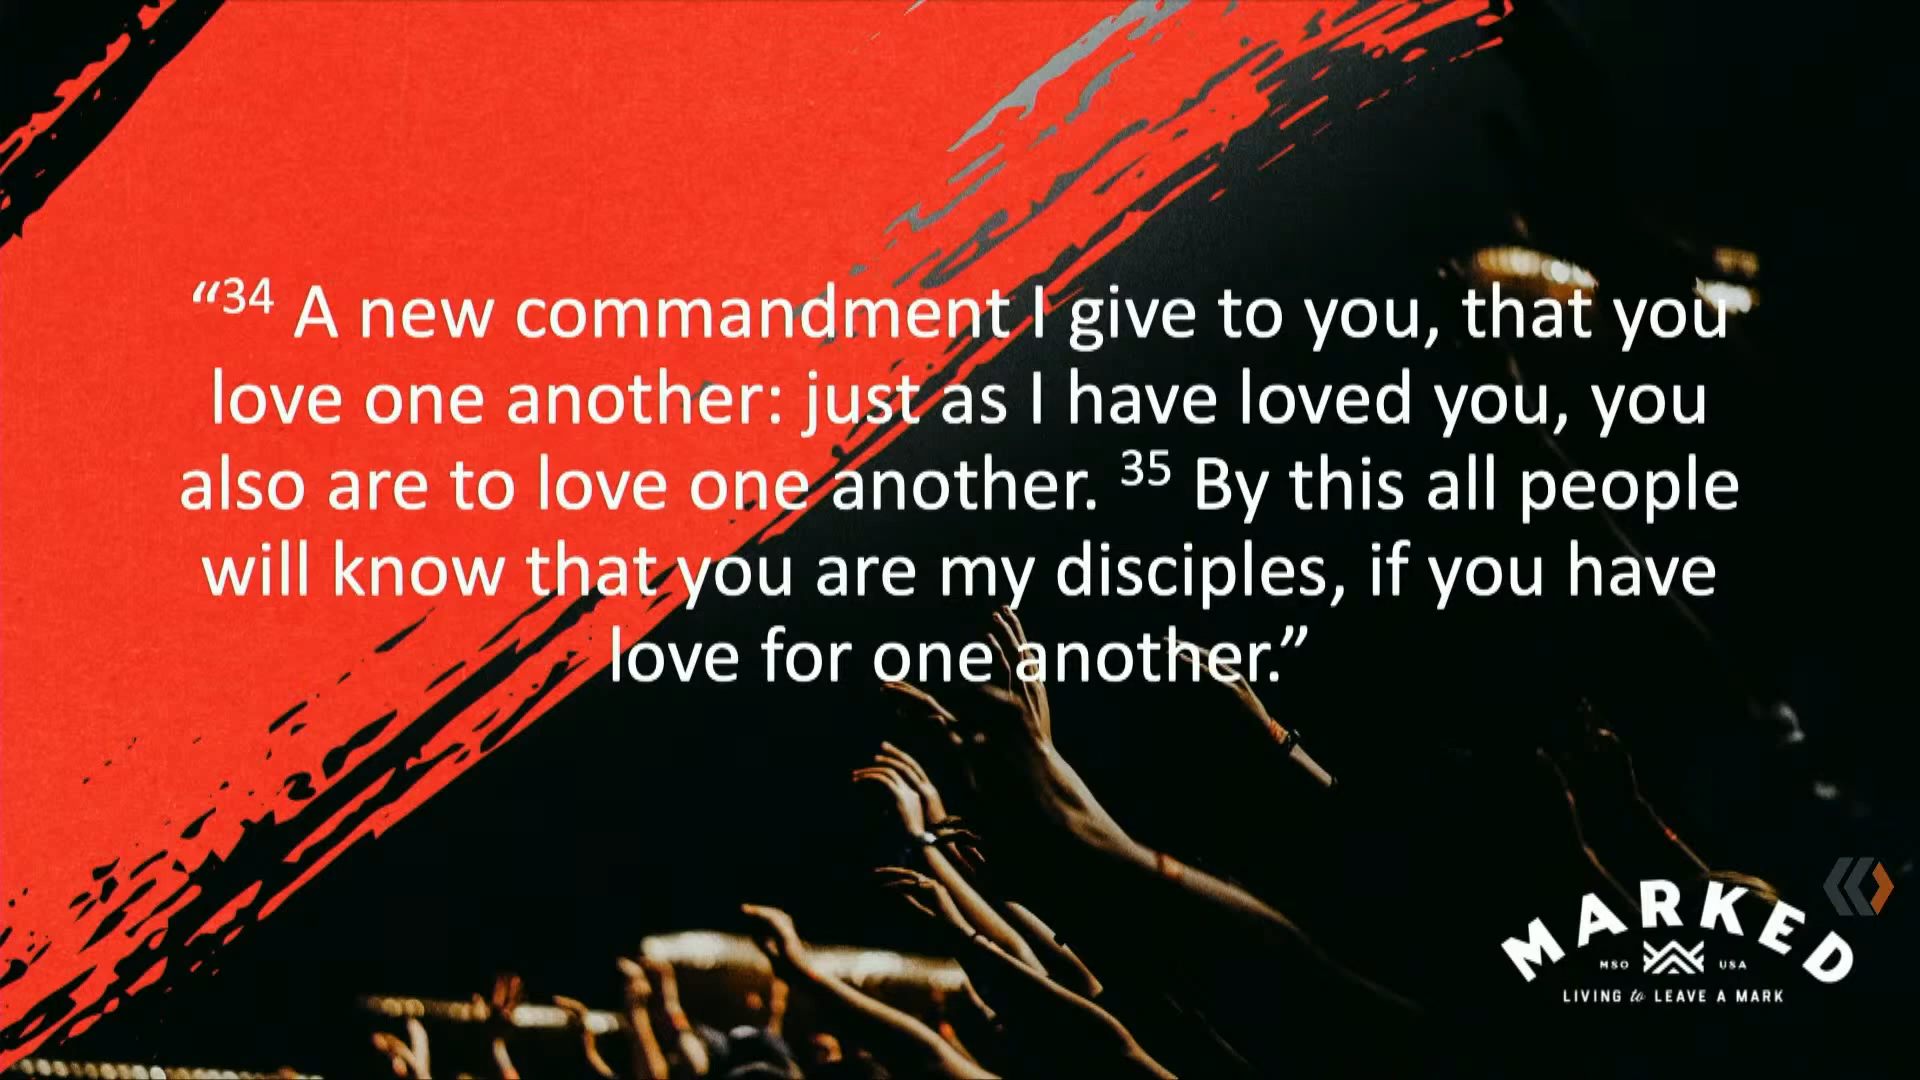 “34 A new commandment I give to you, that you
love one another: just as I have loved you, you
also are to love one another. 35 By this all people
will know that you are my disciples, if you have
love for one another.”
MARKED
MSO USA
LIVING to LEAVE A MARK